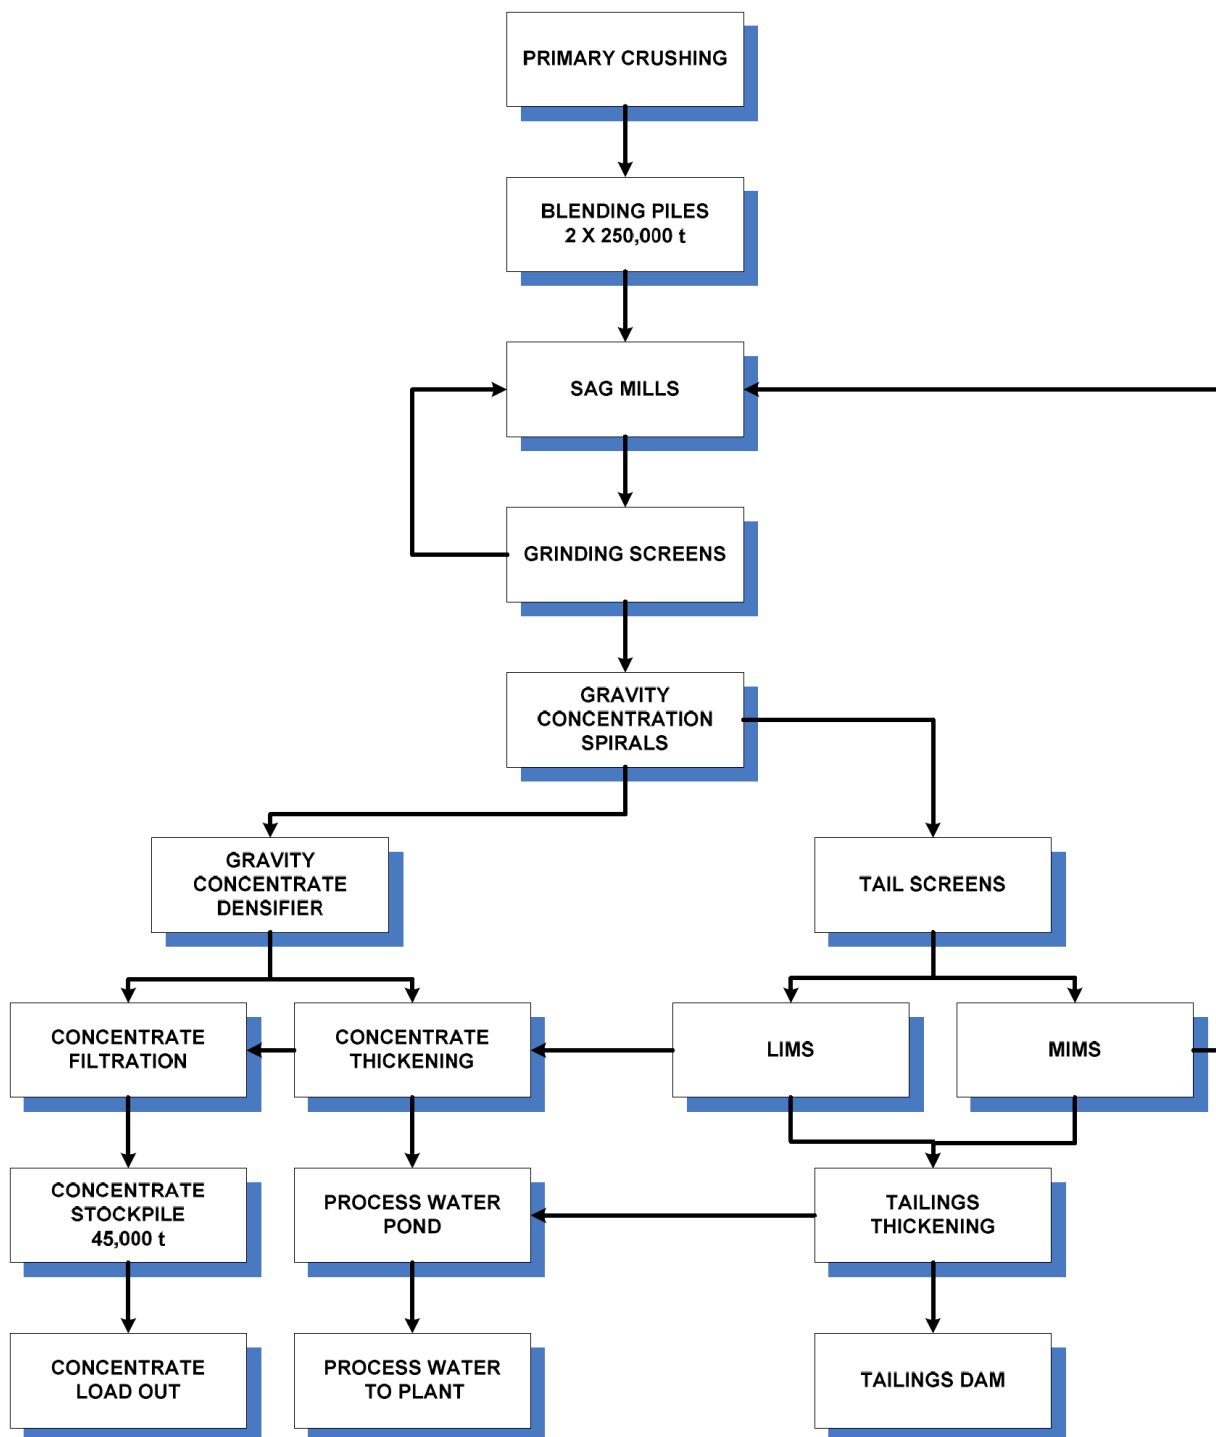 PRIMARY CRUSHING
BLENDING PILES
2 X 250,000 t
SAG MILLS
GRINDING SCREENS
GRAVITY
CONCENTRATION
SPIRALS
GRAVITY
CONCENTRATE
DENSIFIER
TAIL SCREENS
CONCENTRATE
FILTRATION
CONCENTRATE
THICKENING
LIMS
MIMS
CONCENTRATE
STOCKPILE
45,000 t
PROCESS WATER
POND
TAILINGS
THICKENING
CONCENTRATE
LOAD OUT
PROCESS WATER
TO PLANT
TAILINGS DAM